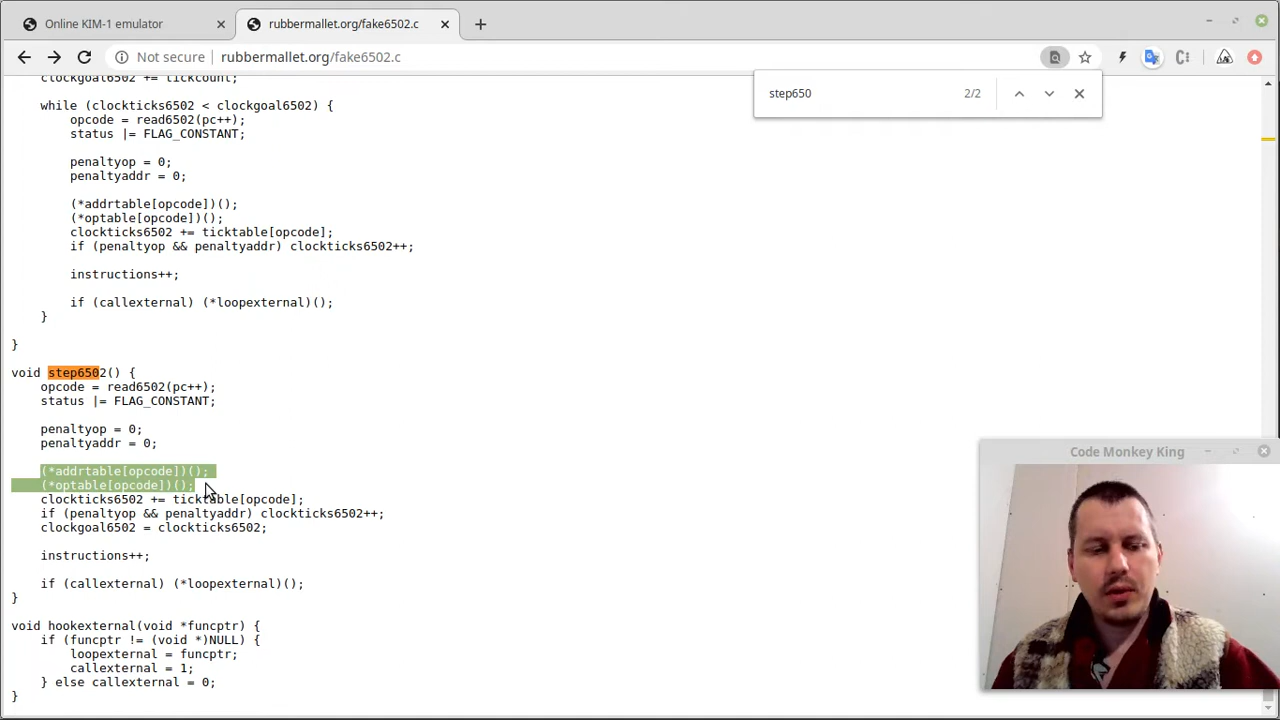 Online KIM-1 emulator
rubbermallet.org/fake6502.c
Not secure
rubbermallet.org/fake6502.c
step650
2/2
clockgoal6502 += tickcount;
while (clockticks6502 < clockgoal6502) {
opcode = read6502(pc++);
status |= FLAG_CONSTANT;
penaltyop = 0;
penaltyaddr = 0;
(*addrtable[opcode])();
(*optable[opcode])();
clockticks6502 += ticktable[opcode];
if (penaltyop && penaltyaddr) clockticks6502++;
instructions++;
if (callexternal) (*loopexternal)();
}
}
void step6502() {
opcode = read6502(pc++);
status |= FLAG_CONSTANT;
penaltyop = 0;
penaltyaddr = 0;
(*addrtable[opcode])();
(*optable[opcode])();
clockticks6502 += ticktable[opcode];
if (penaltyop && penaltyaddr) clockticks6502++;
clockgoal6502 = clockticks6502;
instructions++;
if (callexternal) (*loopexternal)();
}
void hookexternal(void *funcptr) {
if (funcptr != (void *)NULL) {
loopexternal = funcptr;
callexternal = 1;
} else callexternal = 0;
}
Code Monkey King